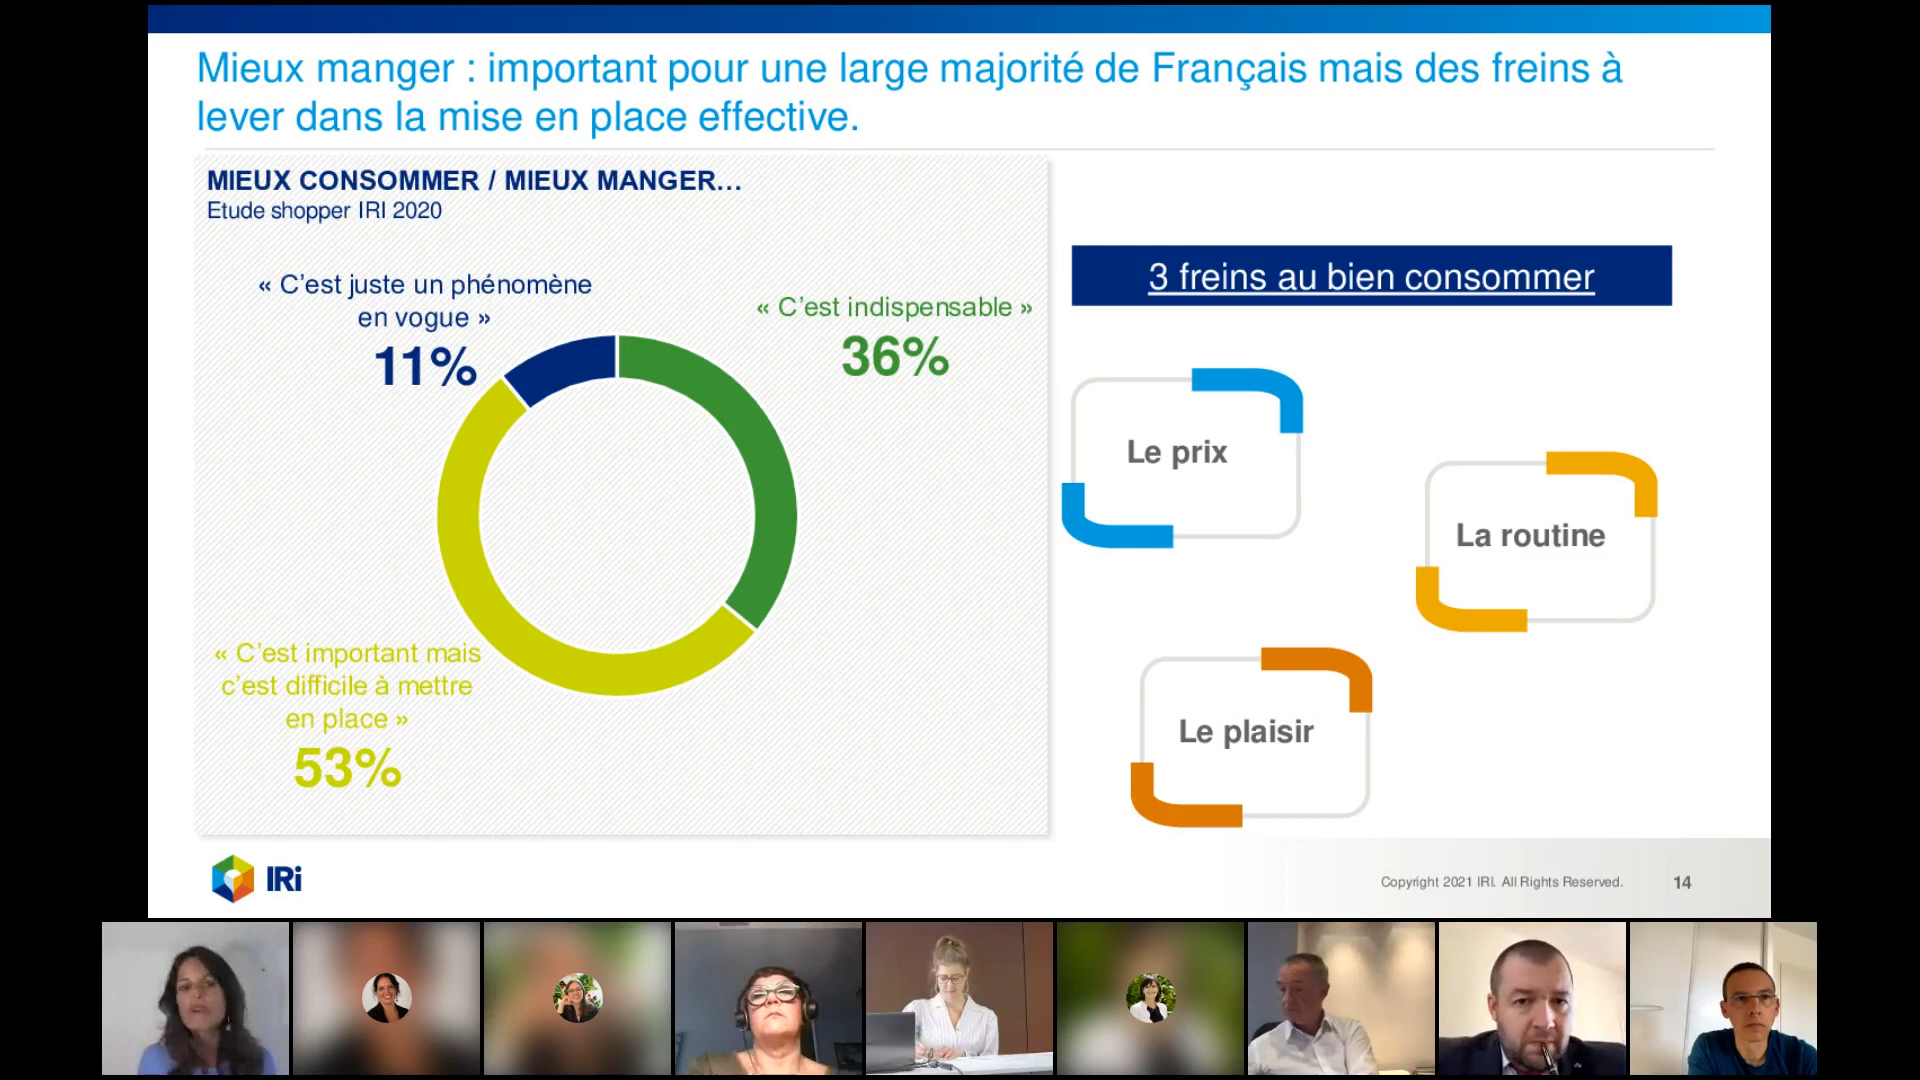 Mieux manger : important pour une large majorité de Français mais des freins à
lever dans la mise en place effective.
MIEUX CONSOMMER / MIEUX MANGER…
Etude shopper IRI 2020
« C’est juste un phénomène
en vogue »
11%
« C’est indispensable »
36%
« C’est important mais
c’est difficile à mettre
en place »
53%
3 freins au bien consommer
Le prix
La routine
Le plaisir
IRi
Copyright 2021 IRI. All Rights Reserved.
14